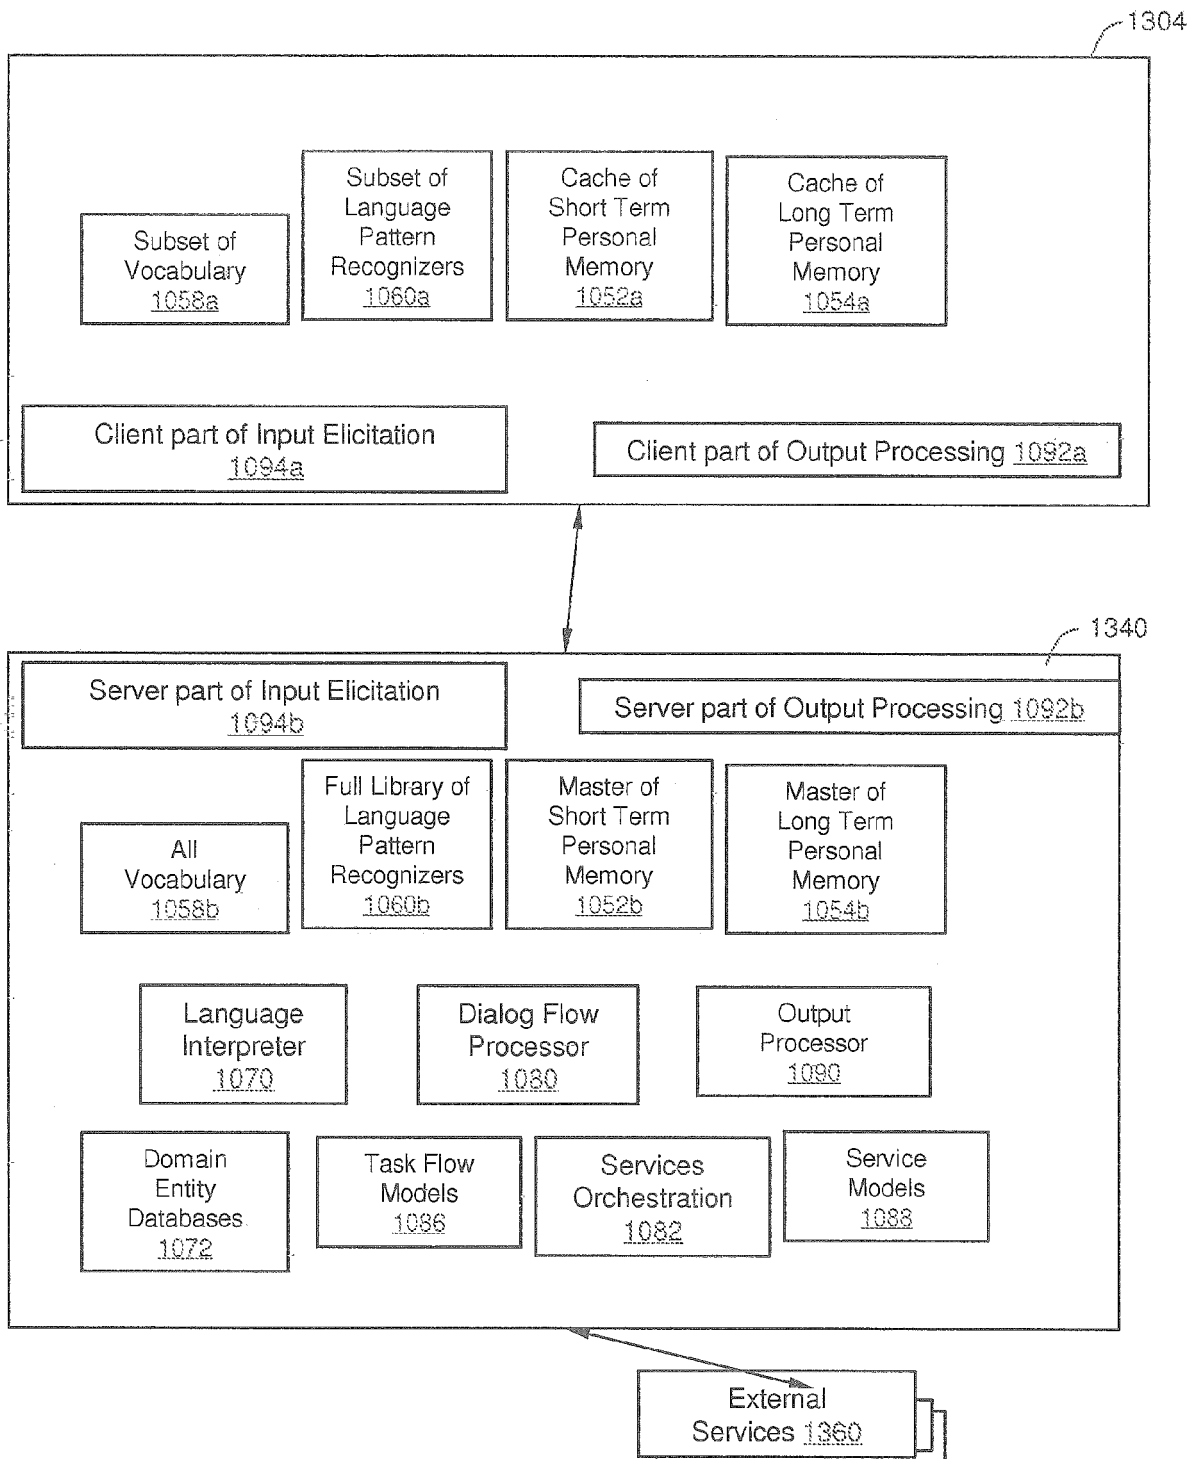 1304
Subset of
Vocabulary
1058a
Subset of
Language
Pattern
Recognizers
1060a
Cache of
Short Term
Personal
Memory
1052a
Cache of
Long Term
Personal
Memory
1054a
Client part of Input Elicitation
1094a
Client part of Output Processing 1092a
1340
Server part of Input Elicitation
1094b
Server part of Output Processing 1092b
All
Vocabulary
1058b
Full Library of
Language
Pattern
Recognizers
1060b
Master of
Short Term
Personal
Memory
1052b
Master of
Long Term
Personal
Memory
1054b
Language
Interpreter
1070
Dialog Flow
Processor
1080
Output
Processor
1090
Domain
Entity
Databases
1072
Task Flow
Models
1086
Services
Orchestration
1082
Service
Models
1088
External
Services 1360